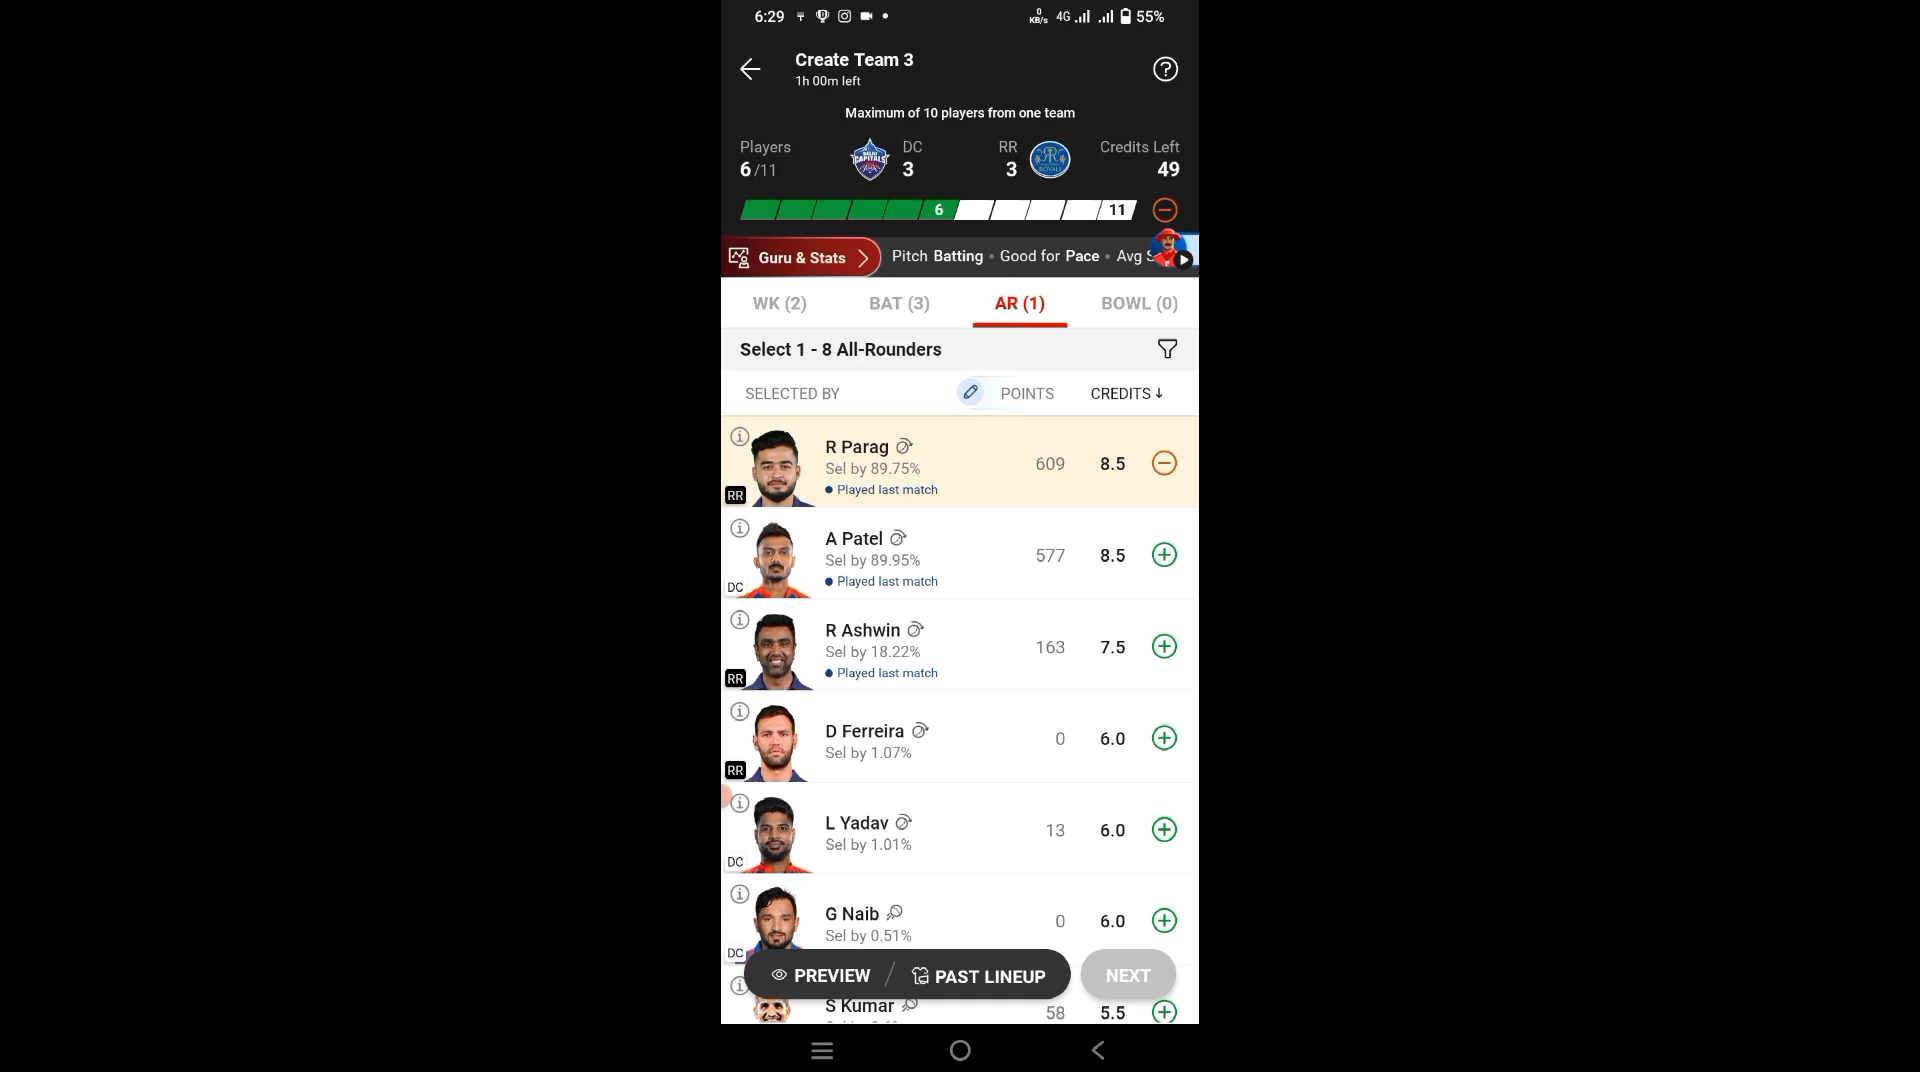 6:29
0 KB/s 4G 55%
Create Team 3
1h 00m left
Maximum of 10 players from one team
Players DC RR Credits Left
6/11 3 3 49
6 11
Guru & Stats Pitch Batting • Good for Pace • Avg S
WK (2) BAT (3) AR (1) BOWL (0)
Select 1 - 8 All-Rounders
SELECTED BY POINTS CREDITS ↓
R Parag
Sel by 89.75% 609 8.5
Played last match
RR
A Patel
Sel by 89.95% 577 8.5
Played last match
DC
R Ashwin
Sel by 18.22% 163 7.5
Played last match
RR
D Ferreira
Sel by 1.07% 0 6.0
RR
L Yadav
Sel by 1.01% 13 6.0
DC
G Naib
Sel by 0.51% 0 6.0
DC
PREVIEW / PAST LINEUP NEXT
S Kumar 58 5.5